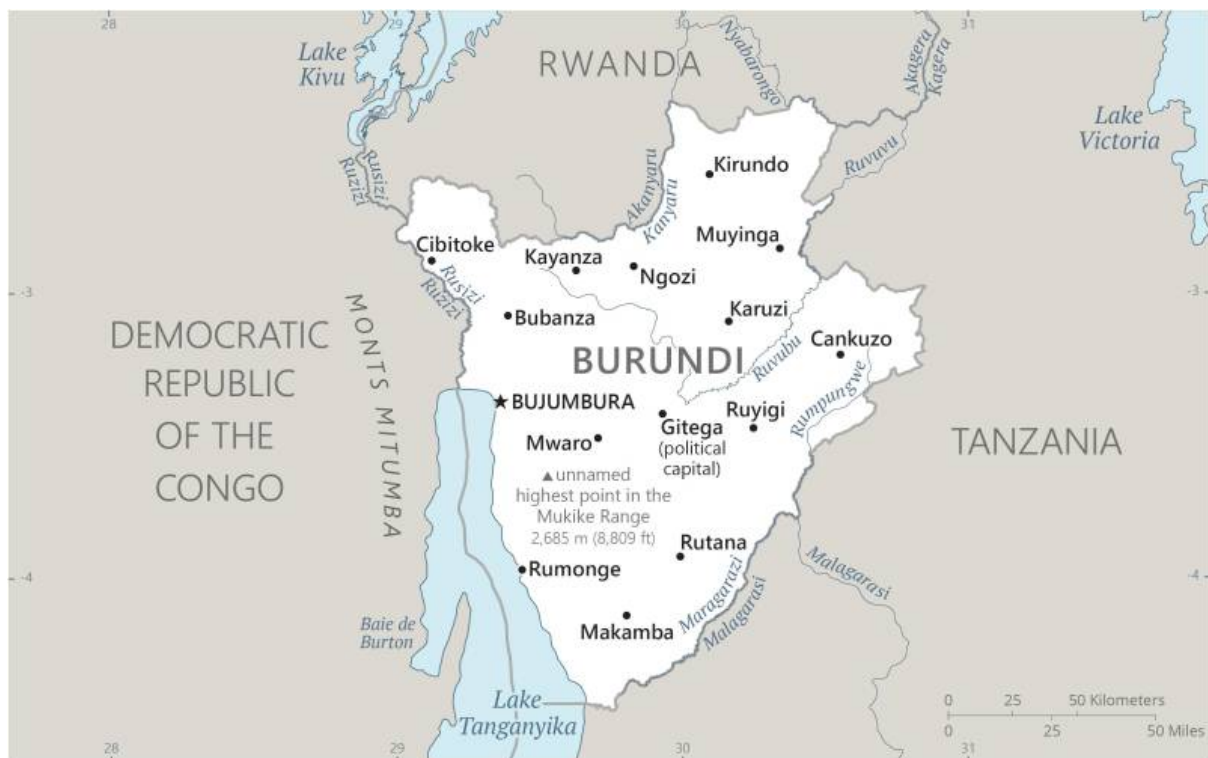 28
29
30
31
Lake
Kivu
RWANDA
Nyabarongo
Akagera
Kagera
Lake
Victoria
Rusizi
Ruzizi
Akanyaru
Kanyaru
Kirundo
Ruvuvu
Cibitoke
Kayanza
Ngozi
Muyinga
Rusizi
Ruzizi
-3
-3
Bubanza
Karuzi
Cankuzo
DEMOCRATIC
REPUBLIC
OF THE
CONGO
MONTS MITUMBA
BURUNDI
Ruvubu
Rumpungwe
BUJUMBURA
Gitega
(political
capital)
Ruyigi
Mwaro
TANZANIA
unnamed
highest point in the
Mukike Range
2,685 m (8,809 ft)
Rutana
Rumonge
Maragarazi
Malagarasi
Malagarasi
-4
-4
Makamba
Baie de
Burton
Lake
Tanganyika
0 25 50 Kilometers
0 25 50 Miles
28
29
30
31